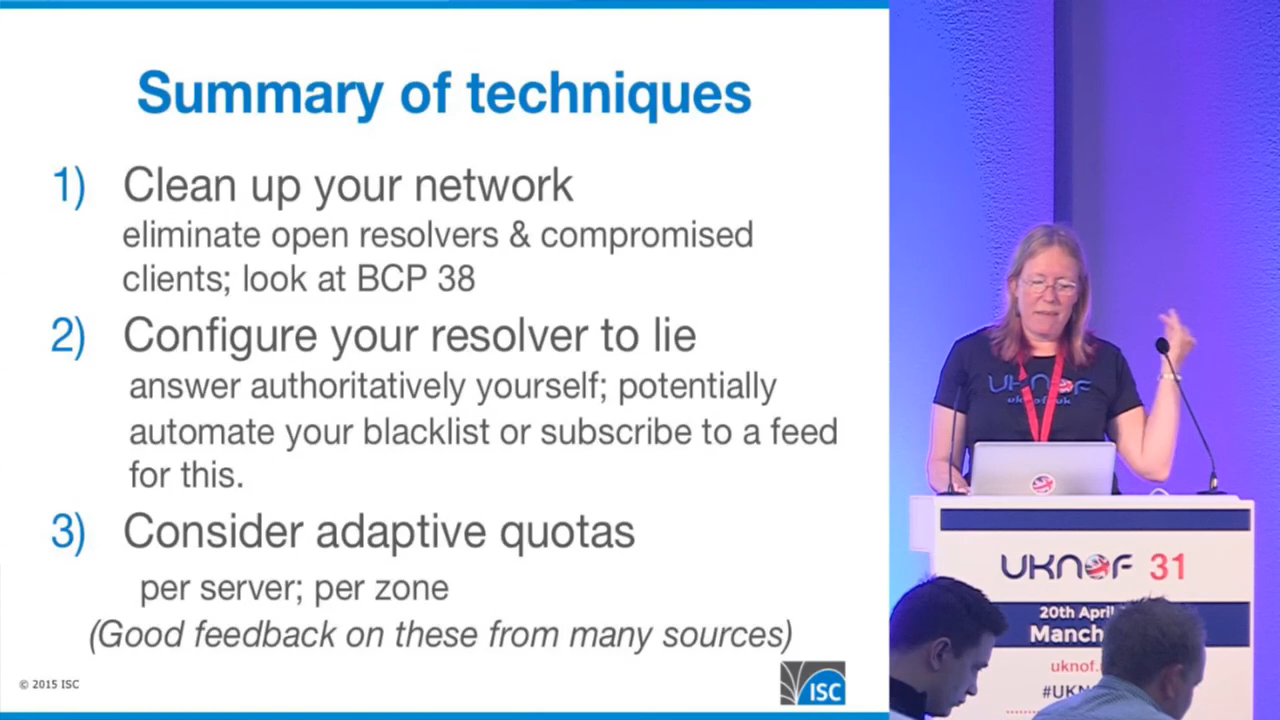 Summary of techniques
1) Clean up your network
eliminate open resolvers & compromised
clients; look at BCP 38
2) Configure your resolver to lie
answer authoritatively yourself; potentially
automate your blacklist or subscribe to a feed
for this.
3) Consider adaptive quotas
per server; per zone
(Good feedback on these from many sources)
© 2015 ISC
ISC
UKNOF
UKNOF 31
20th April
Manch
uknof.
#UKN